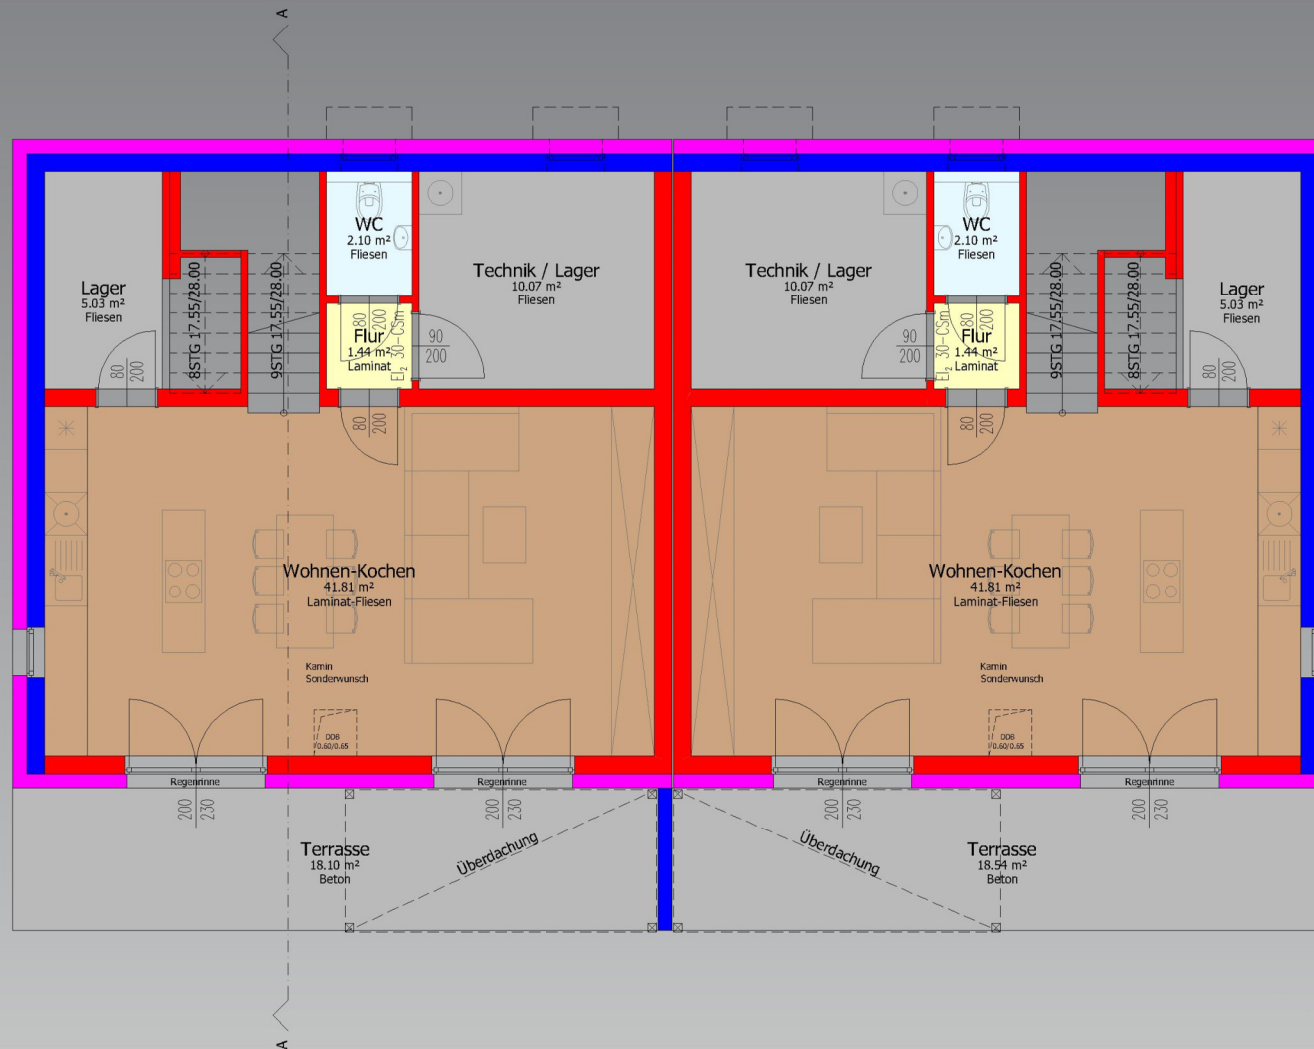 A
WC
2.10 m²
Fliesen
Technik / Lager
10.07 m²
Fliesen
Lager
5.03 m²
Fliesen
8STG 17.55/28.00
9STG 17.55/28.00
Flur
1.44 m²
Laminat
80
200
EI₂ 30-CSm
90
200
80
200
80
200
Wohnen-Kochen
41.81 m²
Laminat-Fliesen
Kamin
Sonderwunsch
DDB
0.60/0.65
Regenrinne
200
230
Regenrinne
200
230
Terrasse
18.10 m²
Beton
Überdachung
A
Technik / Lager
10.07 m²
Fliesen
WC
2.10 m²
Fliesen
90
200
EI₂ 30-CSm
80
200
Flur
1.44 m²
Laminat
9STG 17.55/28.00
8STG 17.55/28.00
Lager
5.03 m²
Fliesen
80
200
80
200
Wohnen-Kochen
41.81 m²
Laminat-Fliesen
Kamin
Sonderwunsch
DDB
0.60/0.65
Regenrinne
200
230
Regenrinne
200
230
Überdachung
Terrasse
18.54 m²
Beton